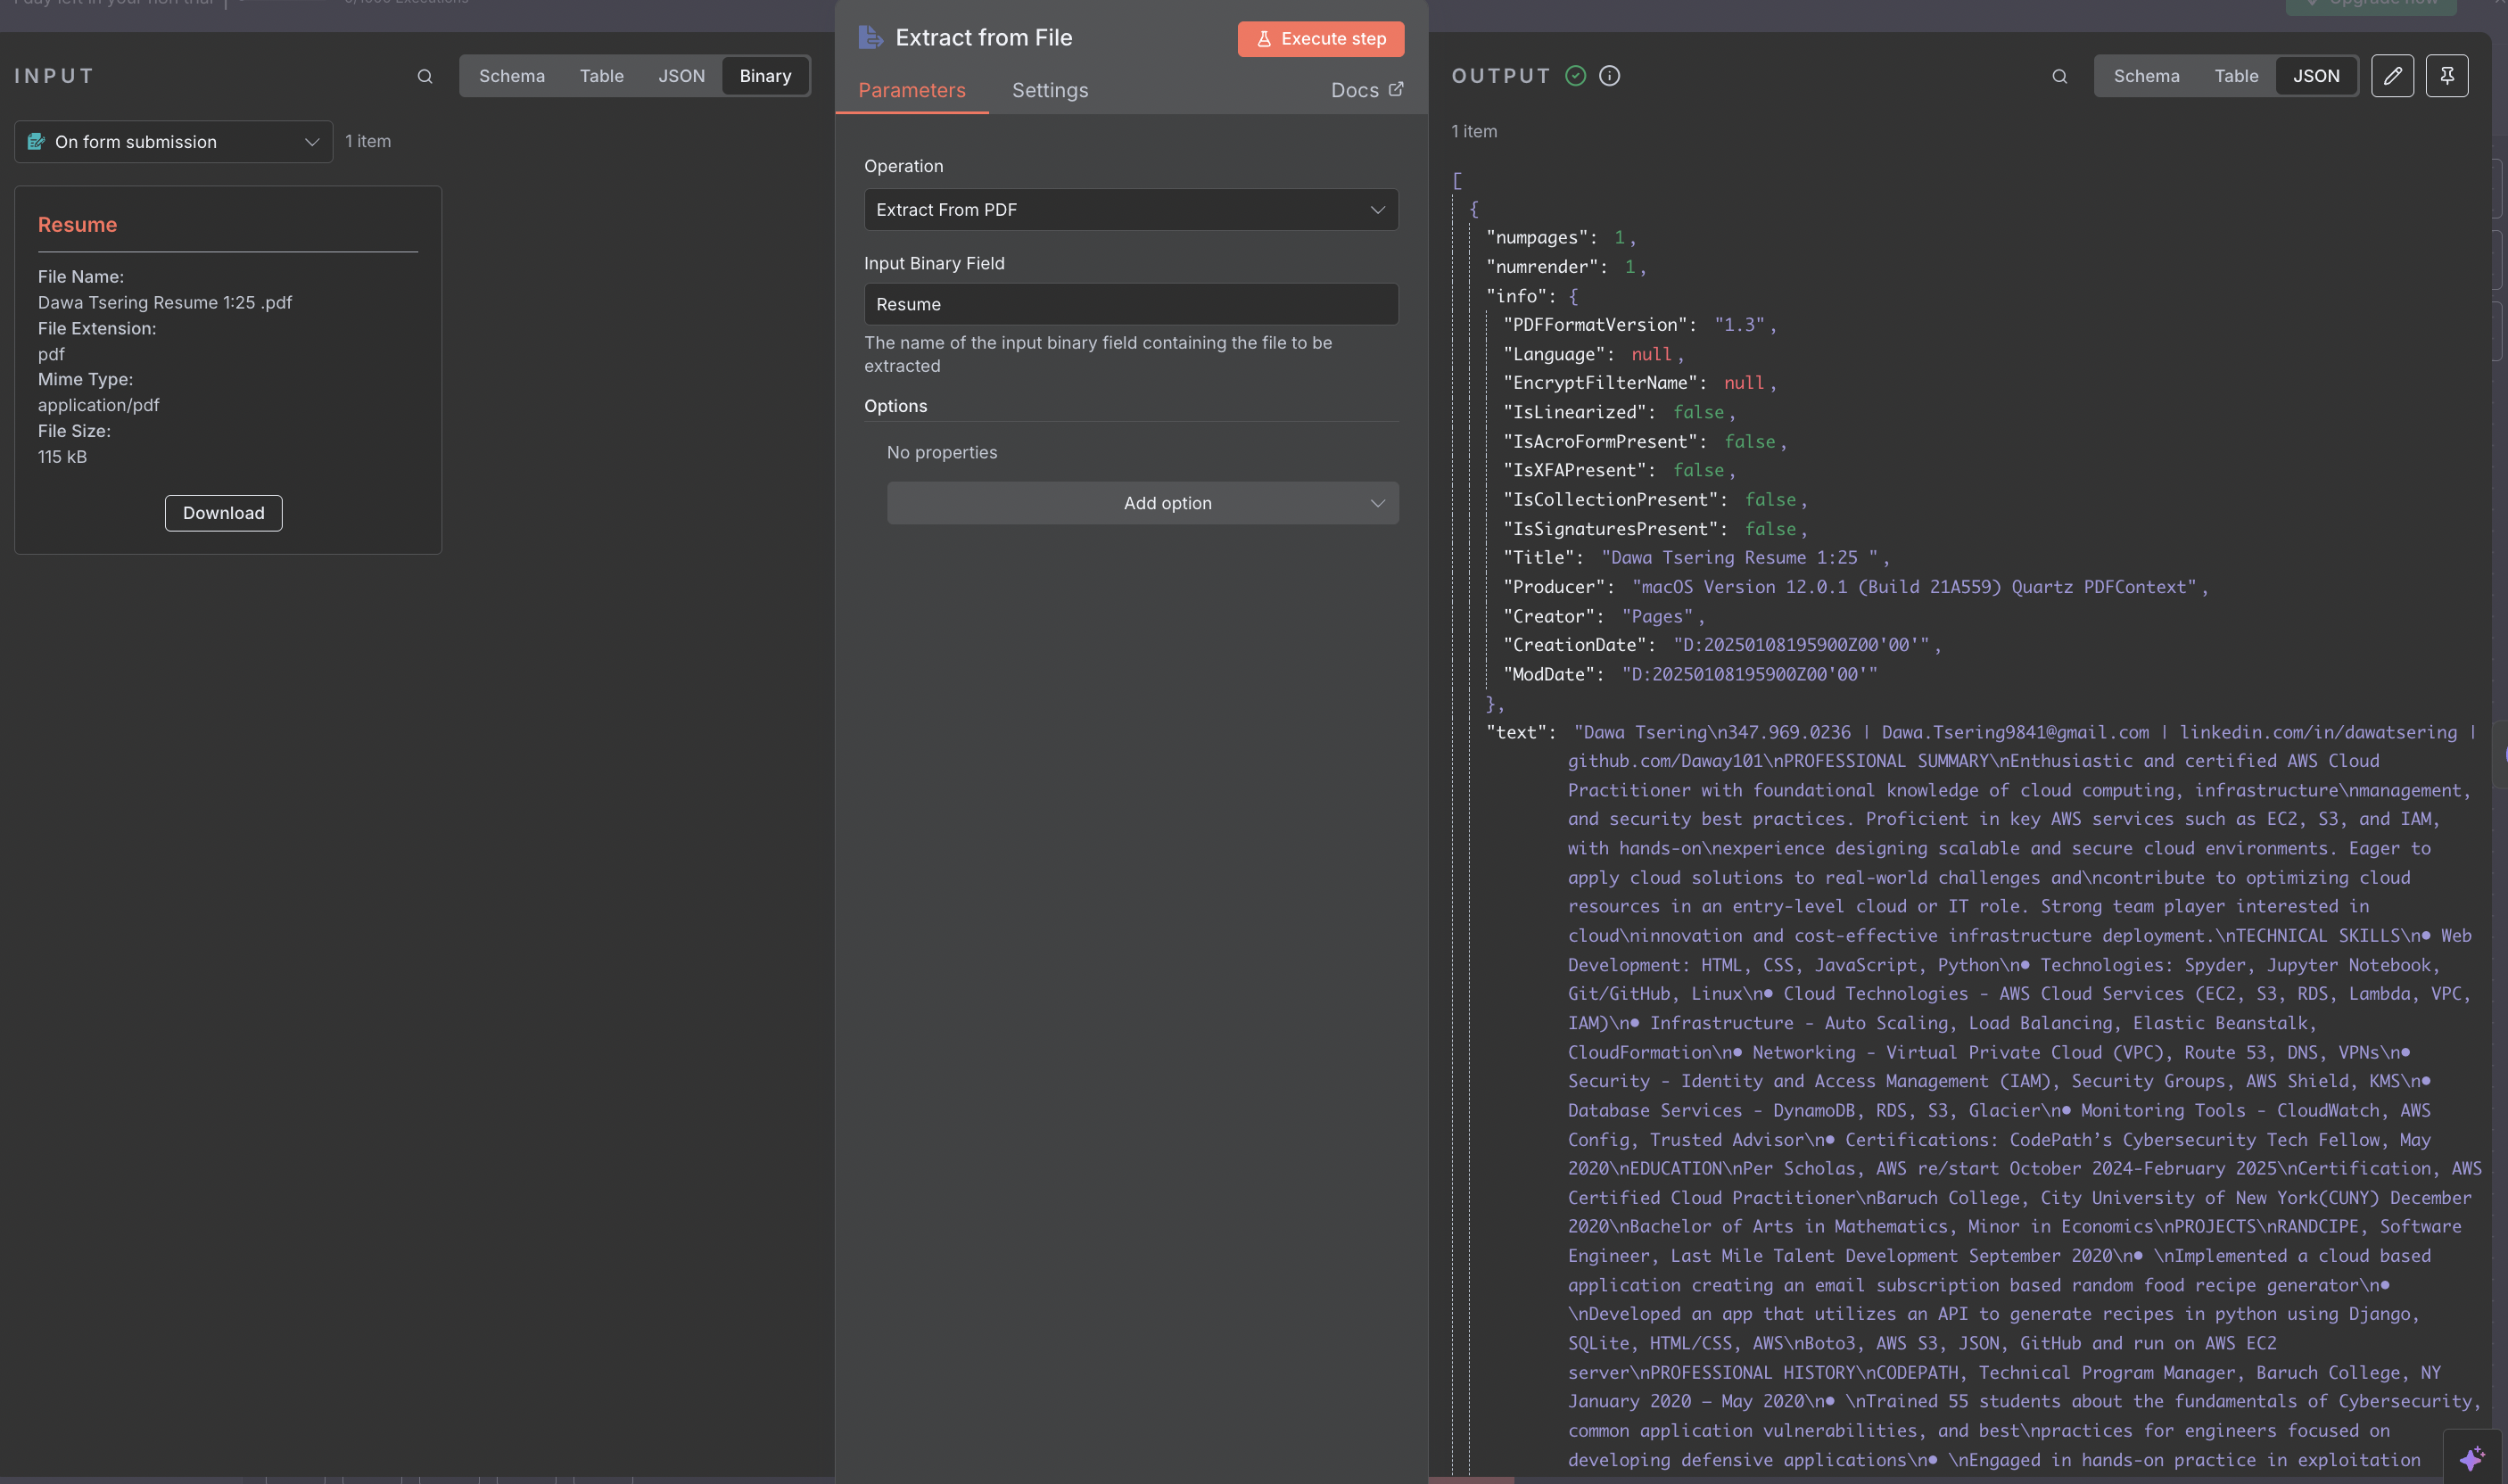 INPUT
Schema
Table
JSON
Binary
On form submission
1 item
Resume
File Name:
Dawa Tsering Resume 1:25 .pdf
File Extension:
pdf
Mime Type:
application/pdf
File Size:
115 kB
Download
Extract from File
Execute step
Parameters
Settings
Docs
Operation
Extract From PDF
Input Binary Field
Resume
The name of the input binary field containing the file to be
extracted
Options
No properties
Add option
OUTPUT
Schema
Table
JSON
1 item
[
{
"numpages": 1,
"numrender": 1,
"info": {
"PDFFormatVersion": "1.3",
"Language": null,
"EncryptFilterName": null,
"IsLinearized": false,
"IsAcroFormPresent": false,
"IsXFAPresent": false,
"IsCollectionPresent": false,
"IsSignaturesPresent": false,
"Title": "Dawa Tsering Resume 1:25 ",
"Producer": "macOS Version 12.0.1 (Build 21A559) Quartz PDFContext",
"Creator": "Pages",
"CreationDate": "D:20250108195900Z00'00'",
"ModDate": "D:20250108195900Z00'00'"
},
"text": "Dawa Tsering\n347.969.0236 | Dawa.Tsering9841@gmail.com | linkedin.com/in/dawatsering |
github.com/Daway101\nPROFESSIONAL SUMMARY\nEnthusiastic and certified AWS Cloud
Practitioner with foundational knowledge of cloud computing, infrastructure\nmanagement,
and security best practices. Proficient in key AWS services such as EC2, S3, and IAM,
with hands-on\nexperience designing scalable and secure cloud environments. Eager to
apply cloud solutions to real-world challenges and\ncontribute to optimizing cloud
resources in an entry-level cloud or IT role. Strong team player interested in
cloud\ninnovation and cost-effective infrastructure deployment.\nTECHNICAL SKILLS\n● Web
Development: HTML, CSS, JavaScript, Python\n● Technologies: Spyder, Jupyter Notebook,
Git/GitHub, Linux\n● Cloud Technologies - AWS Cloud Services (EC2, S3, RDS, Lambda, VPC,
IAM)\n● Infrastructure - Auto Scaling, Load Balancing, Elastic Beanstalk,
CloudFormation\n● Networking - Virtual Private Cloud (VPC), Route 53, DNS, VPNs\n●
Security - Identity and Access Management (IAM), Security Groups, AWS Shield, KMS\n●
Database Services - DynamoDB, RDS, S3, Glacier\n● Monitoring Tools - CloudWatch, AWS
Config, Trusted Advisor\n● Certifications: CodePath’s Cybersecurity Tech Fellow, May
2020\nEDUCATION\nPer Scholas, AWS re/start October 2024-February 2025\nCertification, AWS
Certified Cloud Practitioner\nBaruch College, City University of New York(CUNY) December
2020\nBachelor of Arts in Mathematics, Minor in Economics\nPROJECTS\nRANDCIPE, Software
Engineer, Last Mile Talent Development September 2020\n● \nImplemented a cloud based
application creating an email subscription based random food recipe generator\n●
\nDeveloped an app that utilizes an API to generate recipes in python using Django,
SQLite, HTML/CSS, AWS\nBoto3, AWS S3, JSON, GitHub and run on AWS EC2
server\nPROFESSIONAL HISTORY\nCODEPATH, Technical Program Manager, Baruch College, NY
January 2020 – May 2020\n● \nTrained 55 students about the fundamentals of Cybersecurity,
common application vulnerabilities, and best\npractices for engineers focused on
developing defensive applications\n● \nEngaged in hands-on practice in exploitation